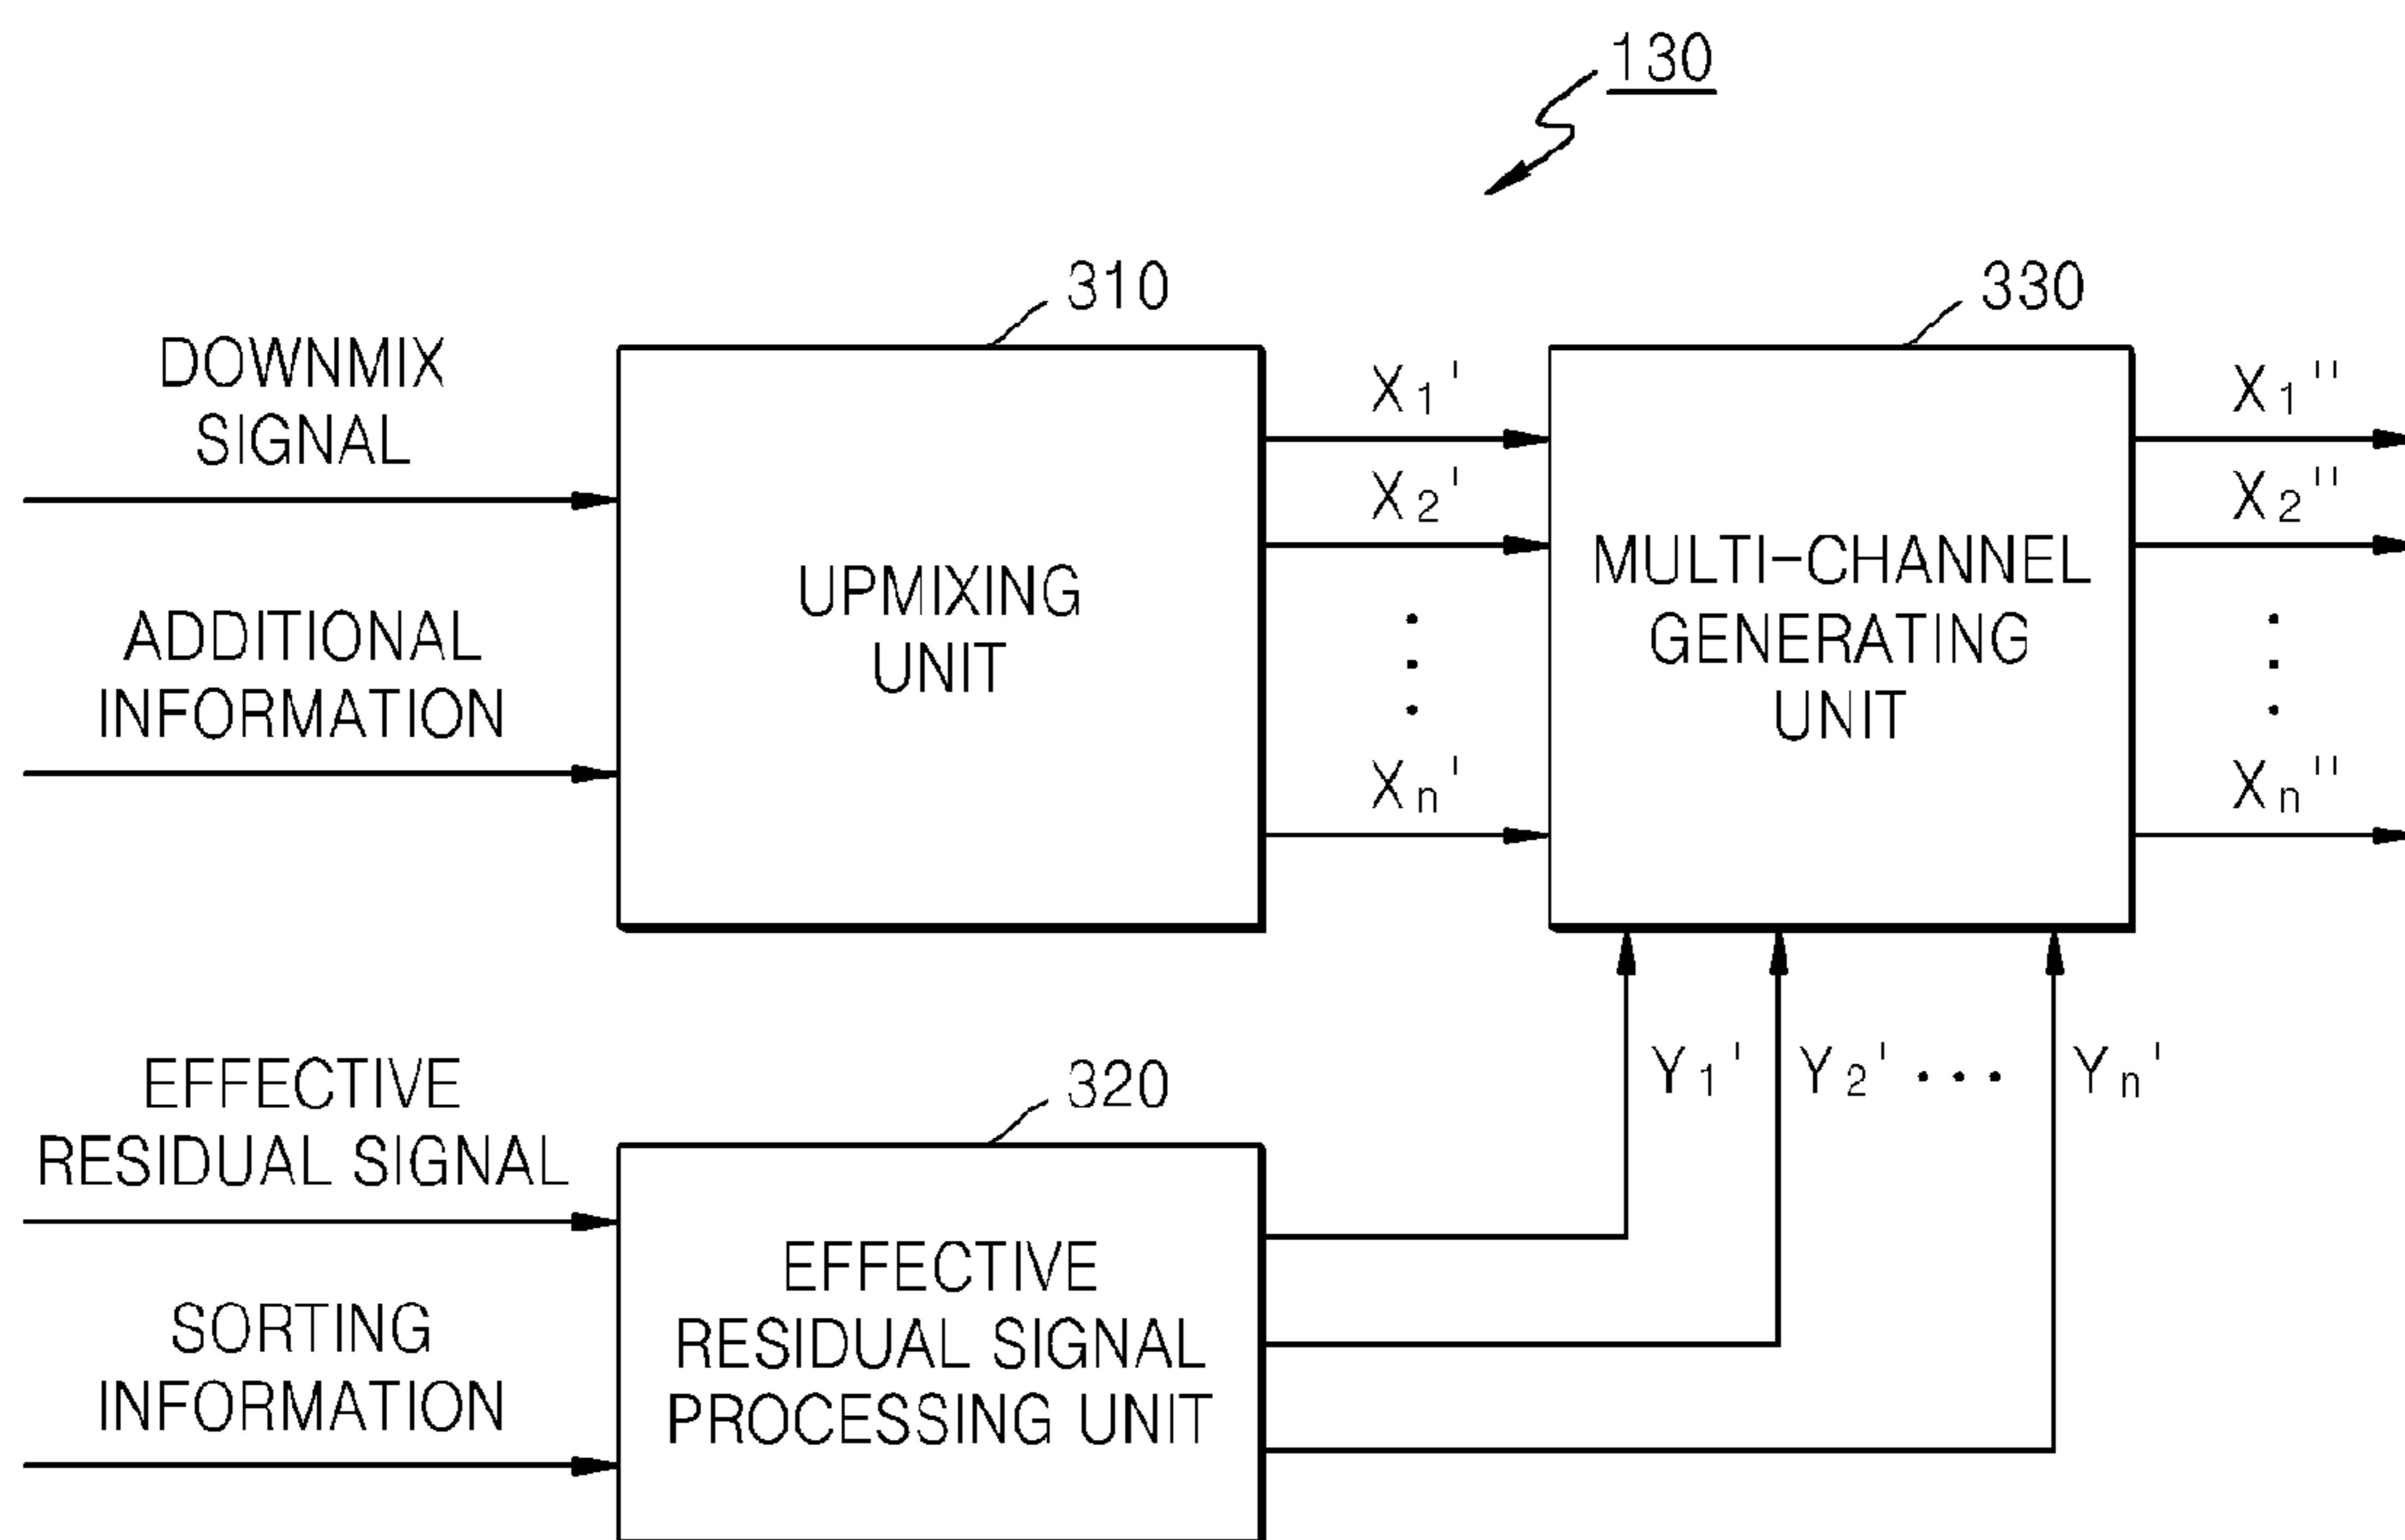 130
310
330
DOWNMIX
SIGNAL
ADDITIONAL
INFORMATION
UPMIXING
UNIT
X1'
X2'
Xn'
MULTI-CHANNEL
GENERATING
UNIT
X1''
X2''
Xn''
EFFECTIVE
RESIDUAL SIGNAL
SORTING
INFORMATION
320
EFFECTIVE
RESIDUAL SIGNAL
PROCESSING UNIT
Y1' Y2' ··· Yn'